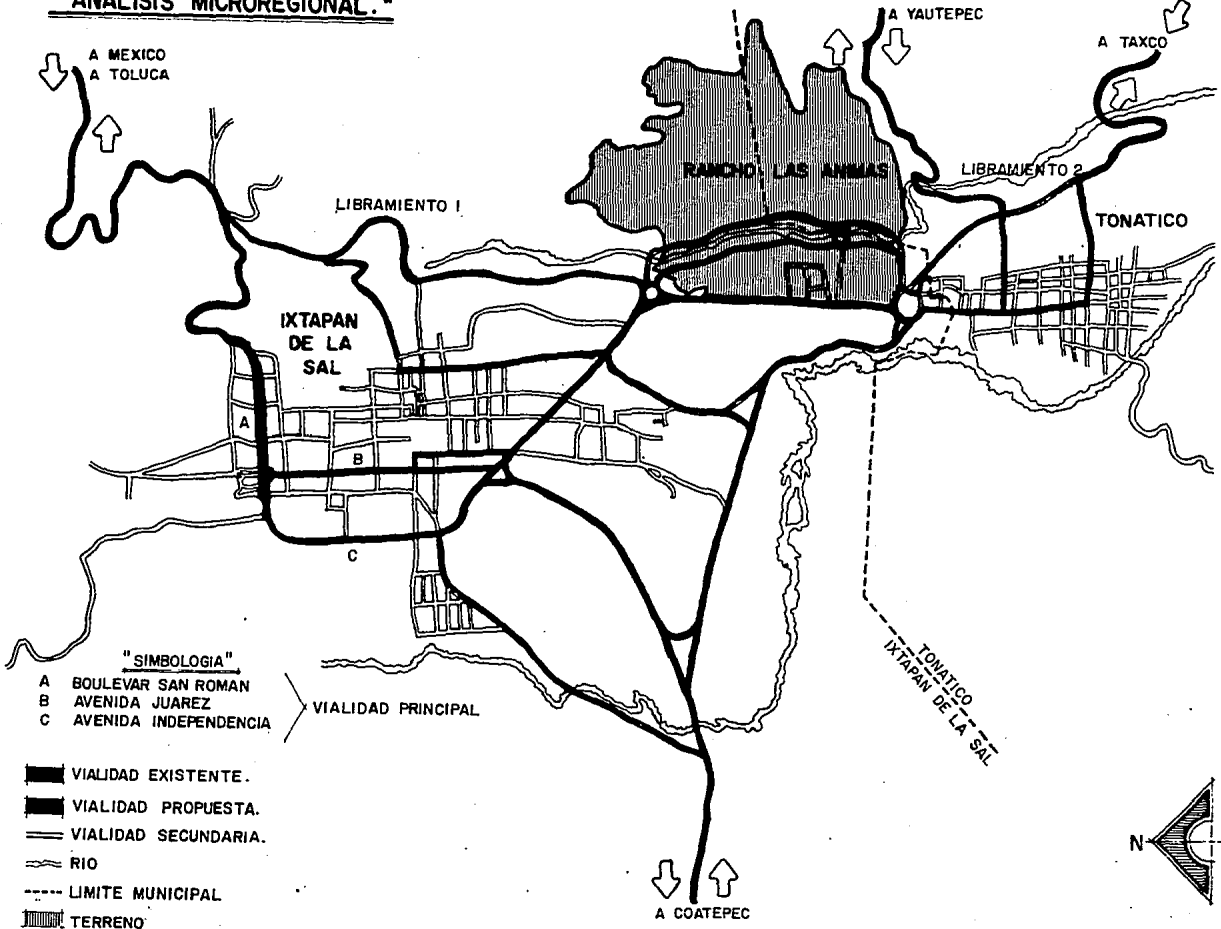 "ANALISIS MICROREGIONAL."
A YAUTEPEC
A TAXCO
A MEXICO
A TOLUCA
RANCHO LAS ANIMAS
LIBRAMIENTO 2
LIBRAMIENTO I
TONATICO
IXTAPAN
DE LA
SAL
A
B
C
TONATICO
IXTAPAN DE LA SAL
"SIMBOLOGIA"
A BOULEVAR SAN ROMAN
B AVENIDA JUAREZ
C AVENIDA INDEPENDENCIA
VIALIDAD PRINCIPAL
VIALIDAD EXISTENTE.
VIALIDAD PROPUESTA.
VIALIDAD SECUNDARIA.
RIO
LIMITE MUNICIPAL
TERRENO
N
A COATEPEC